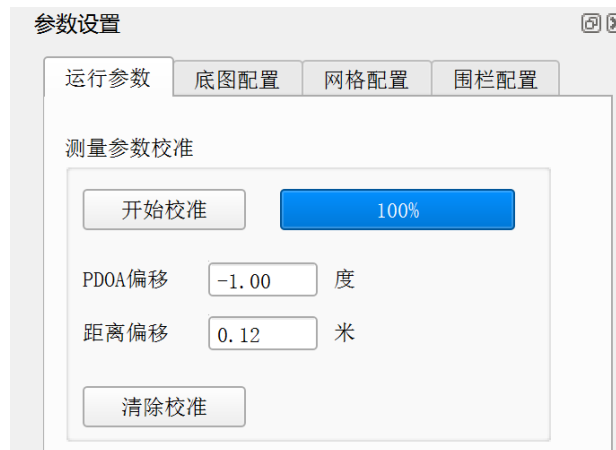 参数设置
运行参数 底图配置 网格配置 围栏配置
测量参数校准
开始校准 100%
PDOA偏移 -1.00 度
距离偏移 0.12 米
清除校准